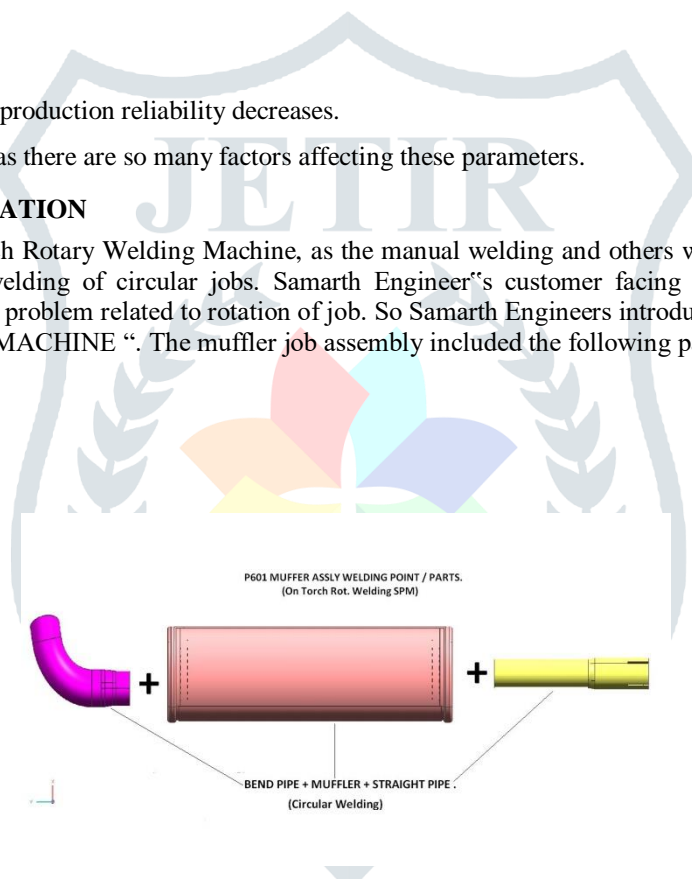 production reliability decreases.
as there are so many factors affecting these parameters.
JETIR
ATION
h Rotary Welding Machine, as the manual welding and others w
velding of circular jobs. Samarth Engineer‟s customer facing
problem related to rotation of job. So Samarth Engineers introdu
MACHINE “. The muffler job assembly included the following p
P601 MUFFER ASSLY WELDING POINT / PARTS.
(On Torch Rot. Welding SPM)
+
+
BEND PIPE + MUFFLER + STRAIGHT PIPE .
(Circular Welding)